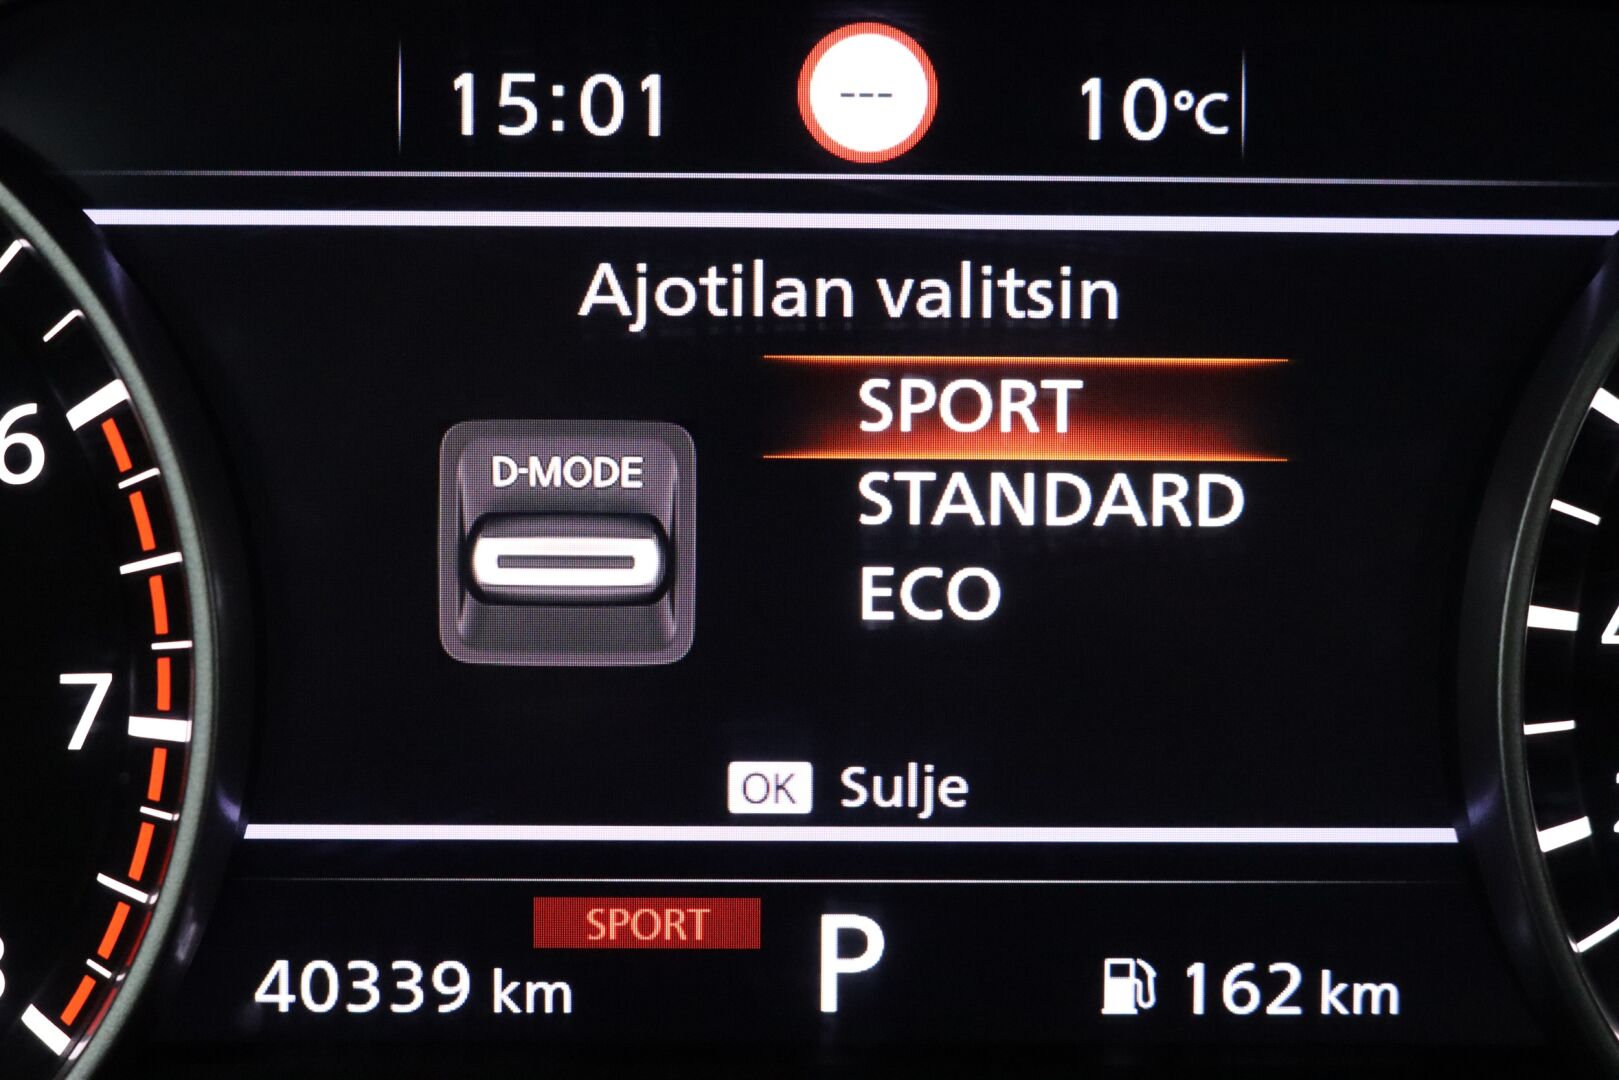 15:01
---
10°C
Ajotilan valitsin
SPORT
D-MODE
STANDARD
ECO
6
7
OK Sulje
SPORT
P
40339 km
162 km